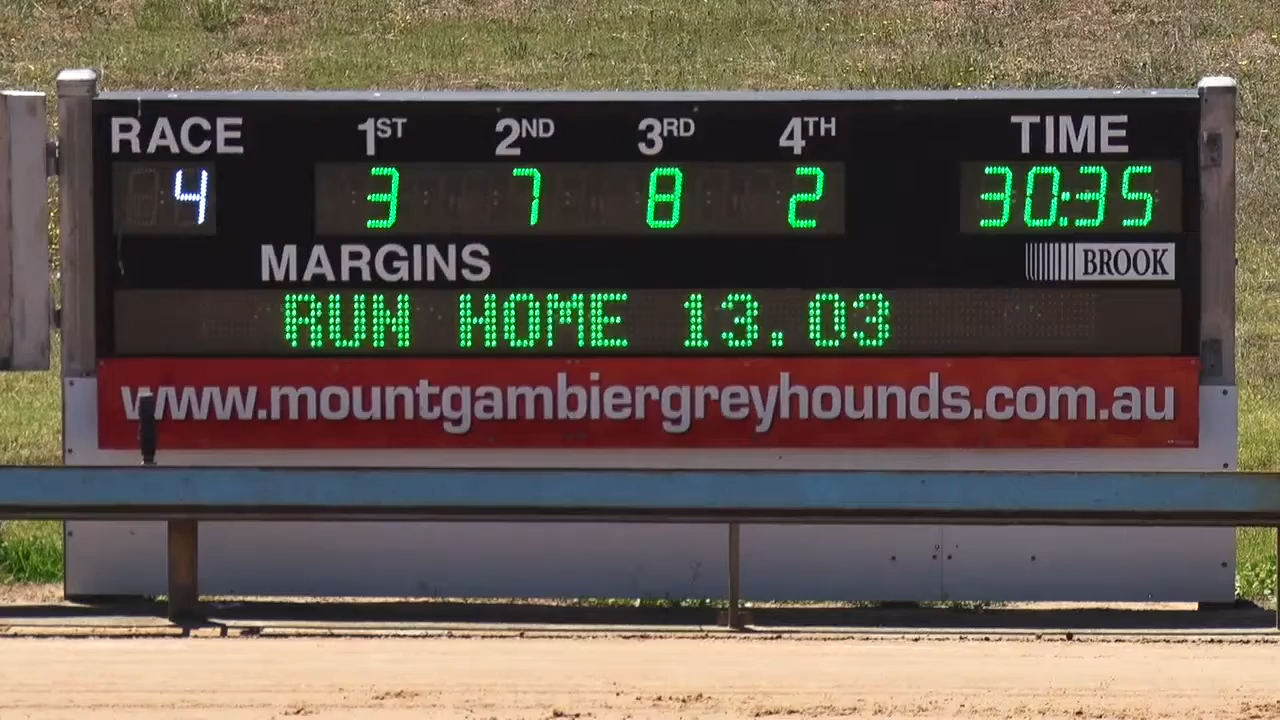 RACE 1ST 2ND 3RD 4TH TIME
4 3 7 8 2 30:35
MARGINS BROOK
RUN HOME 13.03
www.mountgambiergreyhounds.com.au